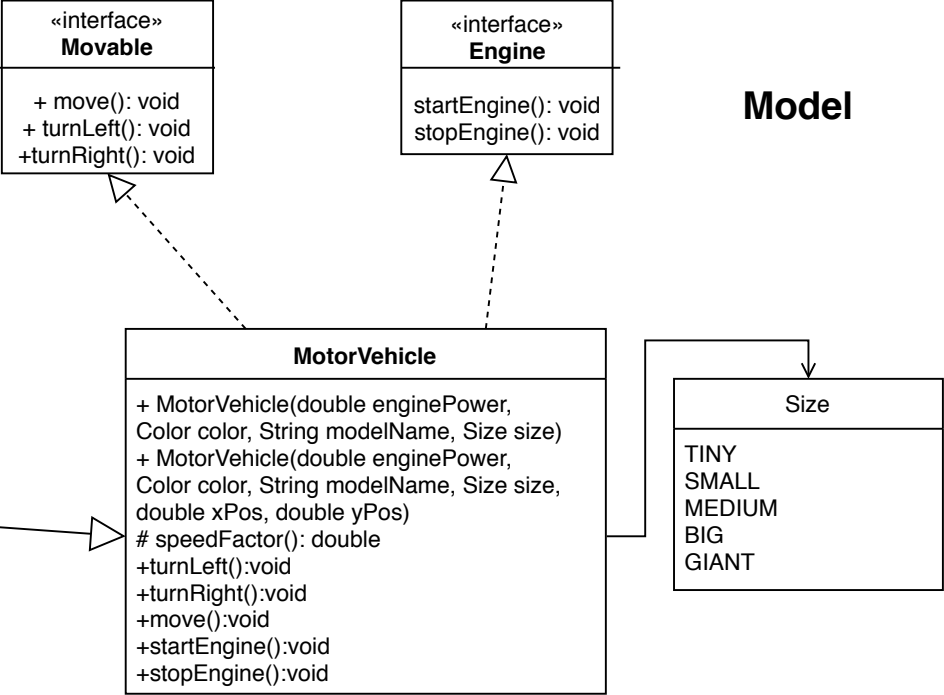 «interface»
Movable
+ move(): void
+ turnLeft(): void
+turnRight(): void
«interface»
Engine
startEngine(): void
stopEngine(): void
Model
MotorVehicle
+ MotorVehicle(double enginePower,
Color color, String modelName, Size size)
+ MotorVehicle(double enginePower,
Color color, String modelName, Size size,
double xPos, double yPos)
# speedFactor(): double
+turnLeft():void
+turnRight():void
+move():void
+startEngine():void
+stopEngine():void
Size
TINY
SMALL
MEDIUM
BIG
GIANT